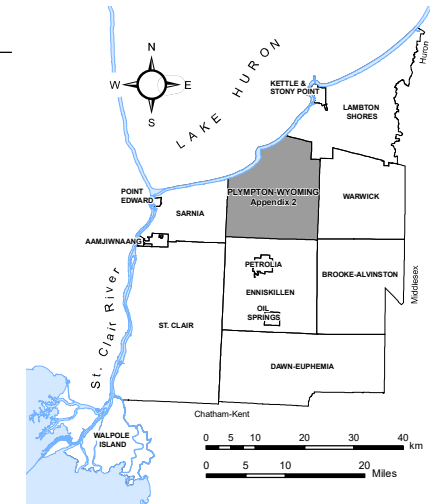 N
W E
S
LAKE HURON
Huron
KETTLE &
STONY POINT
LAMBTON
SHORES
PLYMPTON-WYOMING
Appendix 2
WARWICK
POINT
EDWARD
SARNIA
AAMJIWNAANG
PETROLIA
BROOKE-ALVINSTON
Middlesex
ENNISKILLEN
OIL
SPRINGS
St. Clair River
ST. CLAIR
DAWN-EUPHEMIA
Chatham-Kent
WALPOLE
ISLAND
0 5 10 20 30 40
km
0 5 10 20
Miles